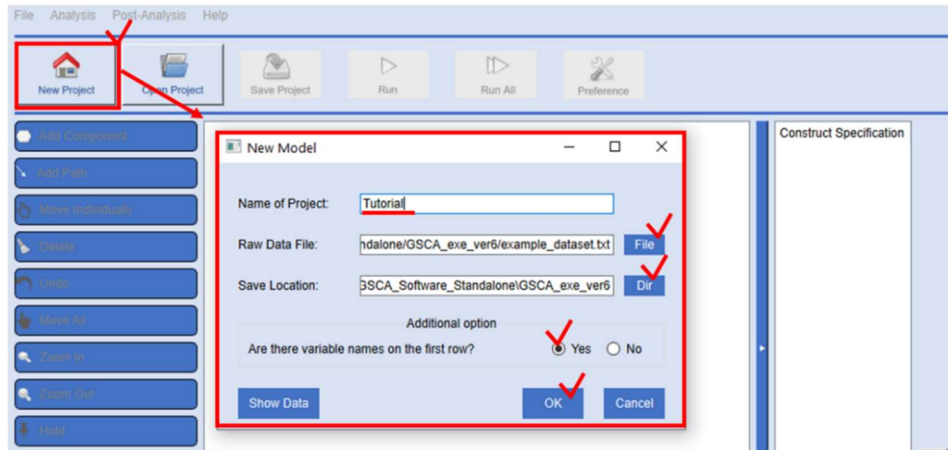 File Analysis Post-Analysis Help
New Project Open Project Save Project Run Run All Preference
Add Component
Add Path
Move Individually
Delete
Undo
Move All
Zoom In
Zoom Out
Hold
New Model
Name of Project: Tutorial
Raw Data File: ndalone/GSCA_exe_ver6/example_dataset.txt File
Save Location: GSCA_Software_Standalone\GSCA_exe_ver6 Dir
Additional option
Are there variable names on the first row? Yes No
Show Data OK Cancel
Construct Specification